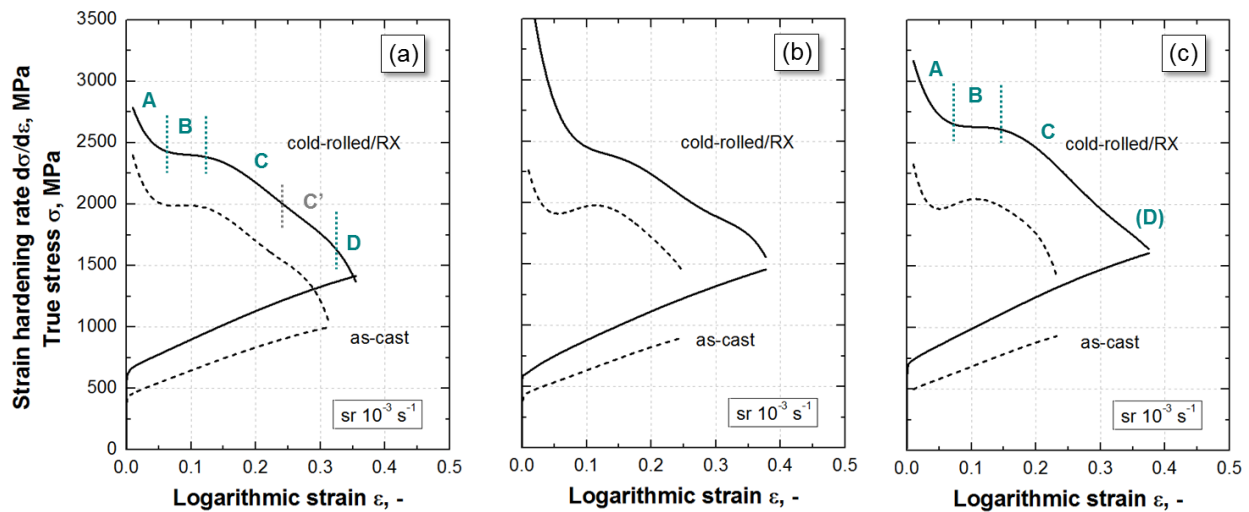 Strain hardening rate dσ/dε, MPa
True stress σ, MPa
3500
3000
2500
2000
1500
1000
500
0
(a)
A
B
cold-rolled/RX
C
C'
D
as-cast
sr 10⁻³ s⁻¹
0.0 0.1 0.2 0.3 0.4 0.5
Logarithmic strain ε, -
(b)
cold-rolled/RX
as-cast
sr 10⁻³ s⁻¹
0.0 0.1 0.2 0.3 0.4 0.5
Logarithmic strain ε, -
(c)
A
B
C
cold-rolled/RX
(D)
as-cast
sr 10⁻³ s⁻¹
0.0 0.1 0.2 0.3 0.4 0.5
Logarithmic strain ε, -